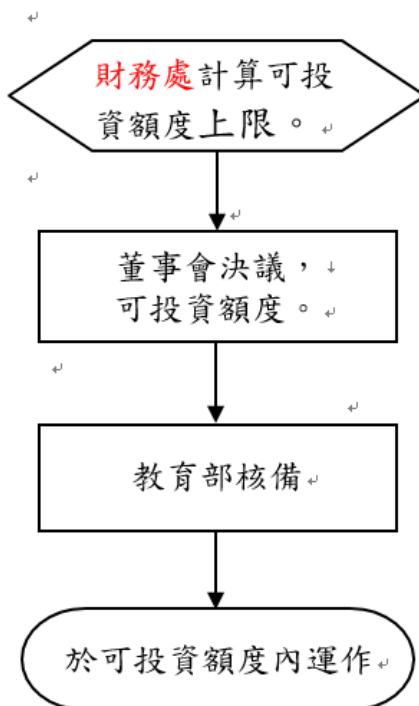 財務處計算可投
資額度上限。
董事會決議，
可投資額度。
教育部核備
於可投資額度內運作